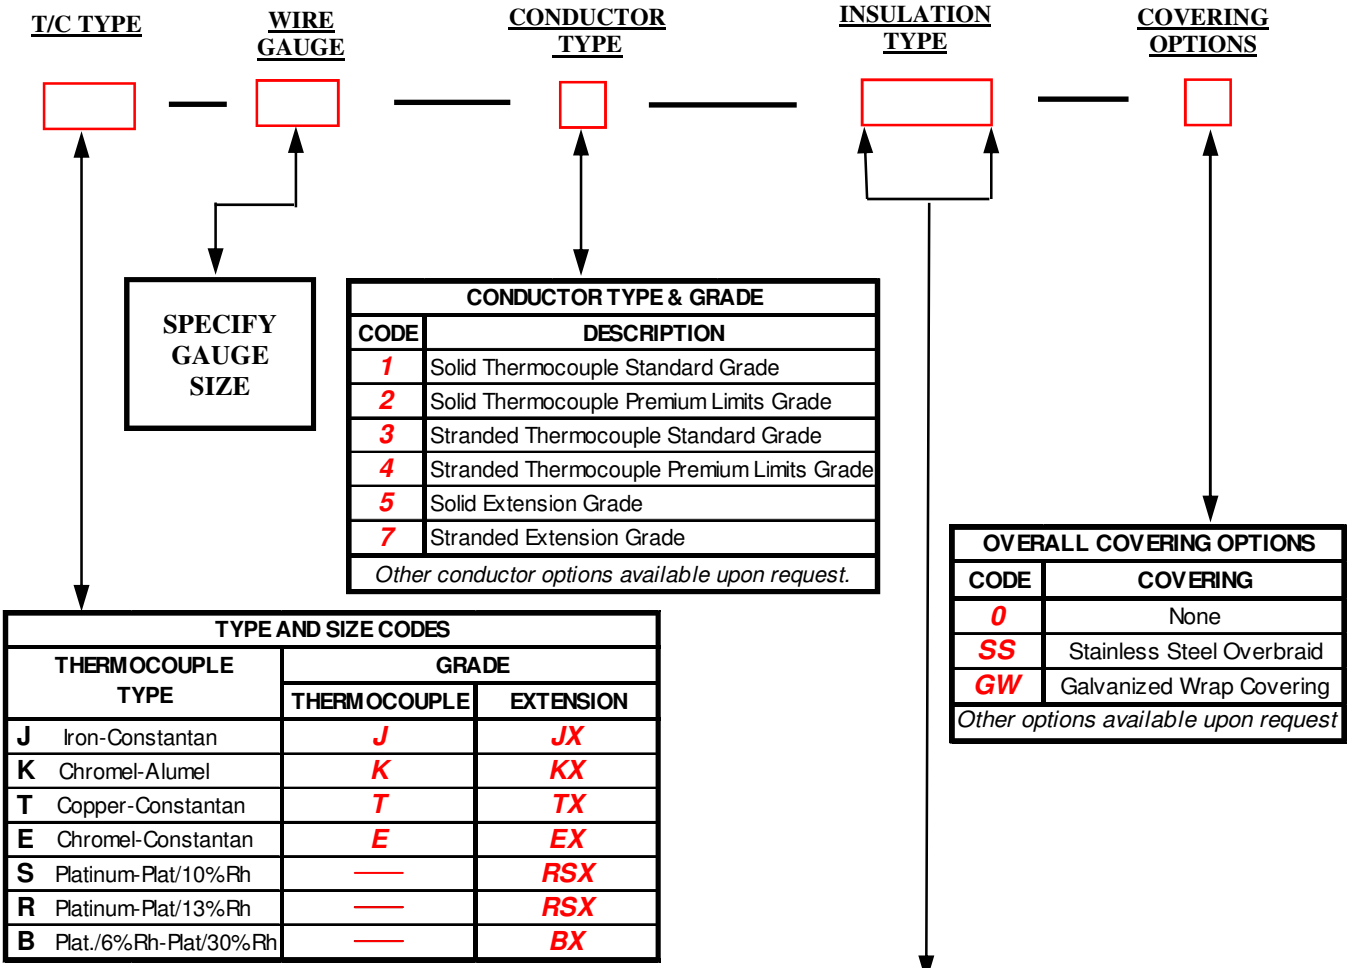 T/C TYPE
WIRE
GAUGE
CONDUCTOR
TYPE
INSULATION
TYPE
COVERING
OPTIONS
SPECIFY
GAUGE
SIZE
CONDUCTOR TYPE & GRADE
CODE DESCRIPTION
1 Solid Thermocouple Standard Grade
2 Solid Thermocouple Premium Limits Grade
3 Stranded Thermocouple Standard Grade
4 Stranded Thermocouple Premium Limits Grade
5 Solid Extension Grade
7 Stranded Extension Grade
Other conductor options available upon request.
OVERALL COVERING OPTIONS
CODE COVERING
0 None
SS Stainless Steel Overbraid
GW Galvanized Wrap Covering
Other options available upon request
TYPE AND SIZE CODES
THERMOCOUPLE
TYPE
GRADE
THERMOCOUPLE EXTENSION
J Iron-Constantan J JX
K Chromel-Alumel K KX
T Copper-Constantan T TX
E Chromel-Constantan E EX
S Platinum-Plat/10%Rh —— RSX
R Platinum-Plat/13%Rh —— RSX
B Plat./6%Rh-Plat/30%Rh —— BX